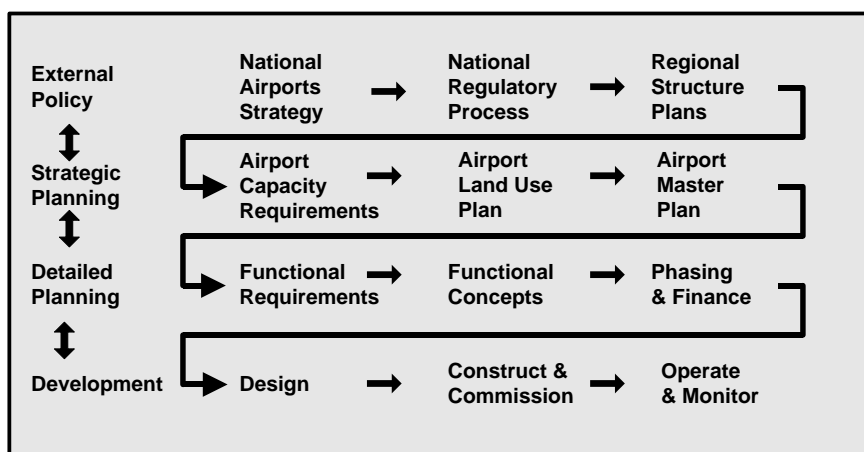 External
Policy
National
Airports
Strategy
National
Regulatory
Process
Regional
Structure
Plans
Strategic
Planning
Airport
Capacity
Requirements
Airport
Land Use
Plan
Airport
Master
Plan
Detailed
Planning
Functional
Requirements
Functional
Concepts
Phasing
& Finance
Development
Design
Construct &
Commission
Operate
& Monitor